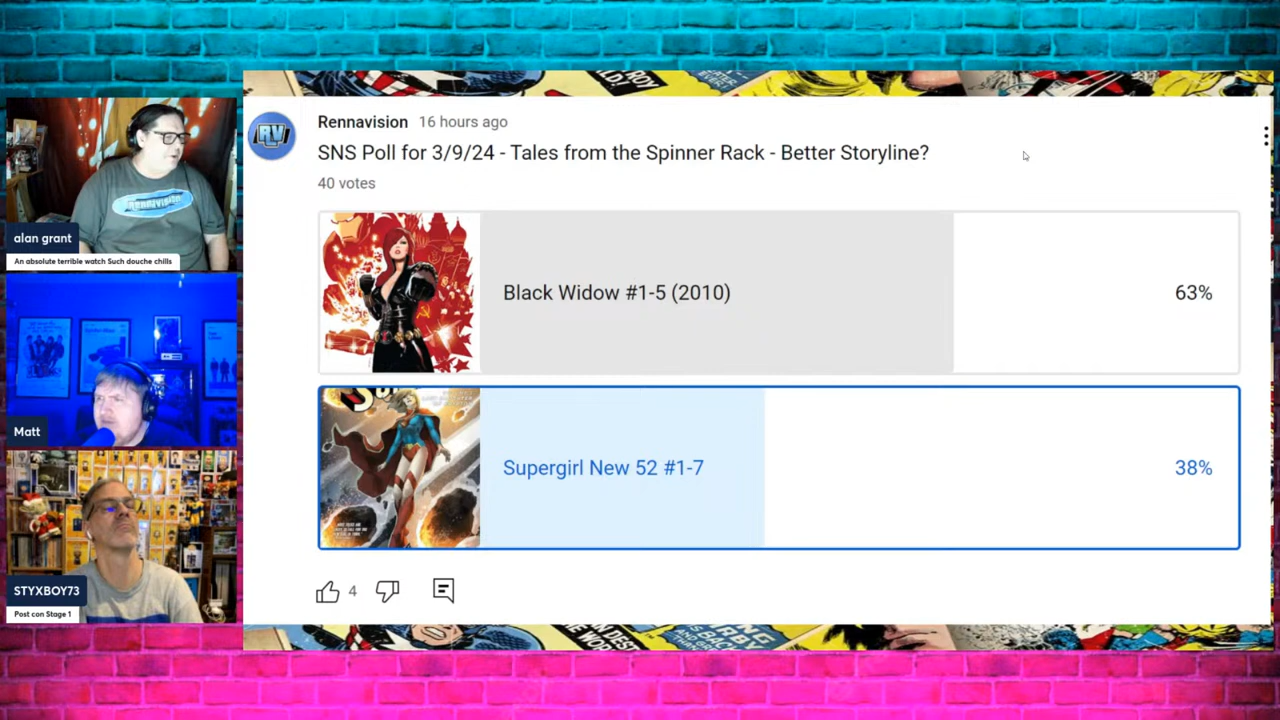 Rennavision 16 hours ago
SNS Poll for 3/9/24 - Tales from the Spinner Rack - Better Storyline?
40 votes
Black Widow #1-5 (2010)
63%
Supergirl New 52 #1-7
38%
4
RV
rennavision
alan grant
An absolute terrible watch Such douche chills
Matt
STYXBOY73
Post con Stage 1